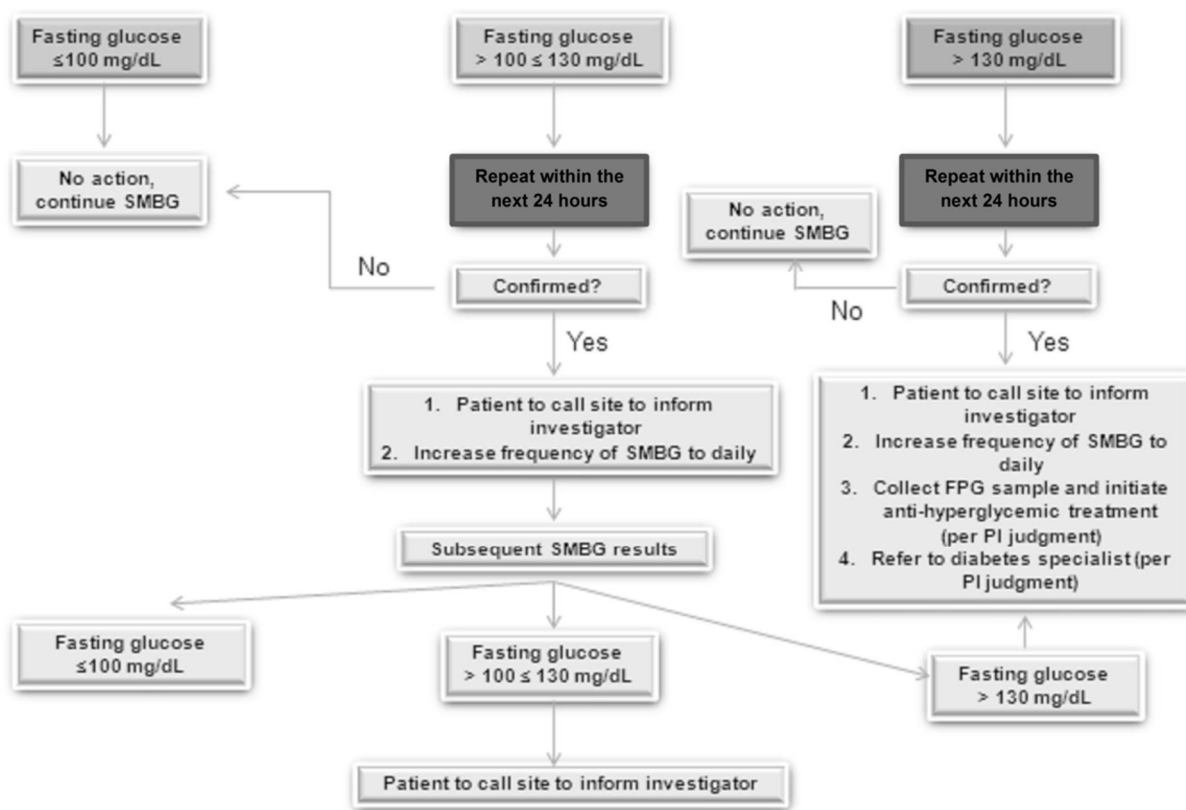 Fasting glucose
≤100 mg/dL
Fasting glucose
> 100 ≤ 130 mg/dL
Fasting glucose
> 130 mg/dL
No action,
continue SMBG
Repeat within the
next 24 hours
Repeat within the
next 24 hours
No action,
continue SMBG
No
Confirmed?
Confirmed?
No
Yes
Yes
1. Patient to call site to inform
investigator
2. Increase frequency of SMBG to daily
1. Patient to call site to inform
investigator
2. Increase frequency of SMBG to
daily
3. Collect FPG sample and initiate
anti-hyperglycemic treatment
(per PI judgment)
4. Refer to diabetes specialist (per
PI judgment)
Subsequent SMBG results
Fasting glucose
≤100 mg/dL
Fasting glucose
> 100 ≤ 130 mg/dL
Fasting glucose
> 130 mg/dL
Patient to call site to inform investigator